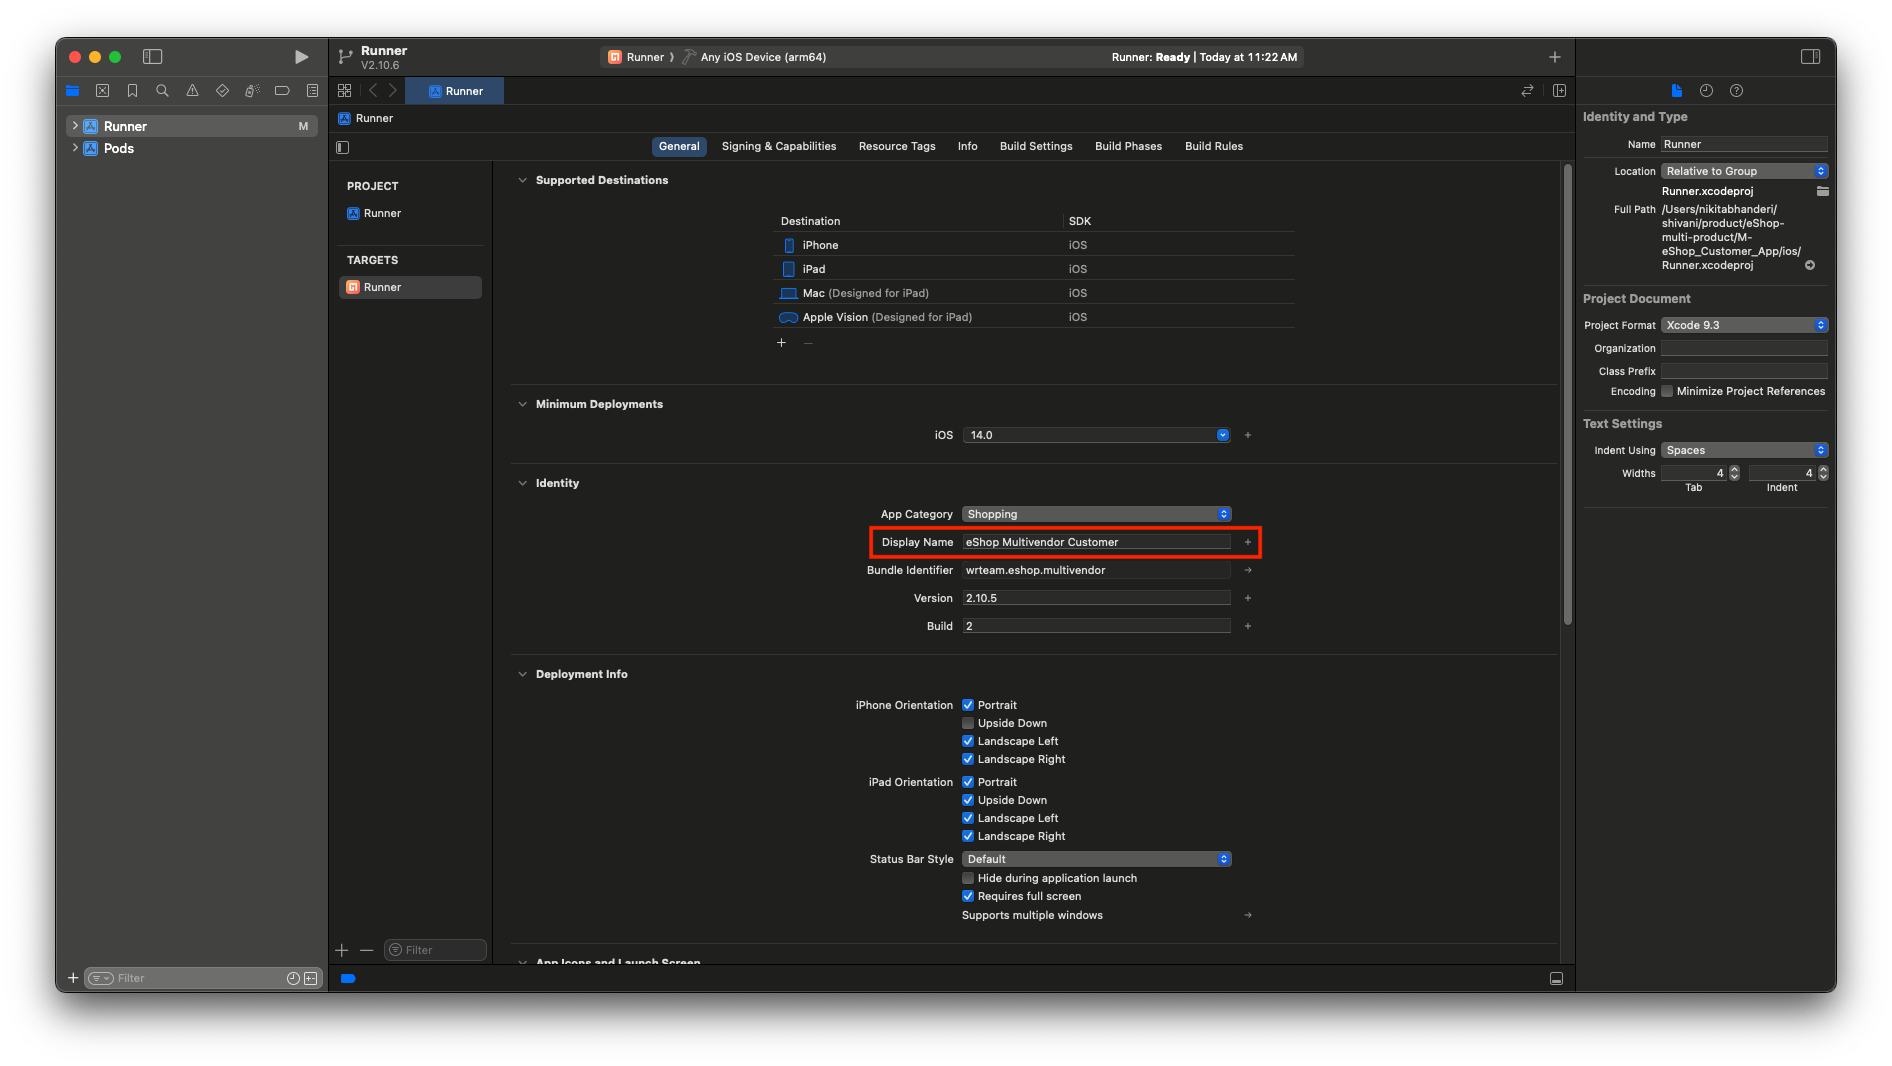 Runner
V2.10.6
Runner 〉 Any iOS Device (arm64)
Runner: Ready | Today at 11:22 AM
Runner
M
Pods
Filter
Runner
Runner
General
Signing & Capabilities
Resource Tags
Info
Build Settings
Build Phases
Build Rules
PROJECT
Runner
TARGETS
Runner
Filter
Supported Destinations
Destination SDK
iPhone iOS
iPad iOS
Mac (Designed for iPad) iOS
Apple Vision (Designed for iPad) iOS
Minimum Deployments
iOS 14.0
Identity
App Category Shopping
Display Name eShop Multivendor Customer
Bundle Identifier wrteam.eshop.multivendor
Version 2.10.5
Build 2
Deployment Info
iPhone Orientation Portrait
Upside Down
Landscape Left
Landscape Right
iPad Orientation Portrait
Upside Down
Landscape Left
Landscape Right
Status Bar Style Default
Hide during application launch
Requires full screen
Supports multiple windows
App Icons and Launch Screen
Identity and Type
Name Runner
Location Relative to Group
Runner.xcodeproj
Full Path /Users/nikitabhanderi/
shivani/product/eShop-
multi-product/M-
eShop_Customer_App/ios/
Runner.xcodeproj
Project Document
Project Format Xcode 9.3
Organization
Class Prefix
Encoding Minimize Project References
Text Settings
Indent Using Spaces
Widths 4 4
Tab Indent